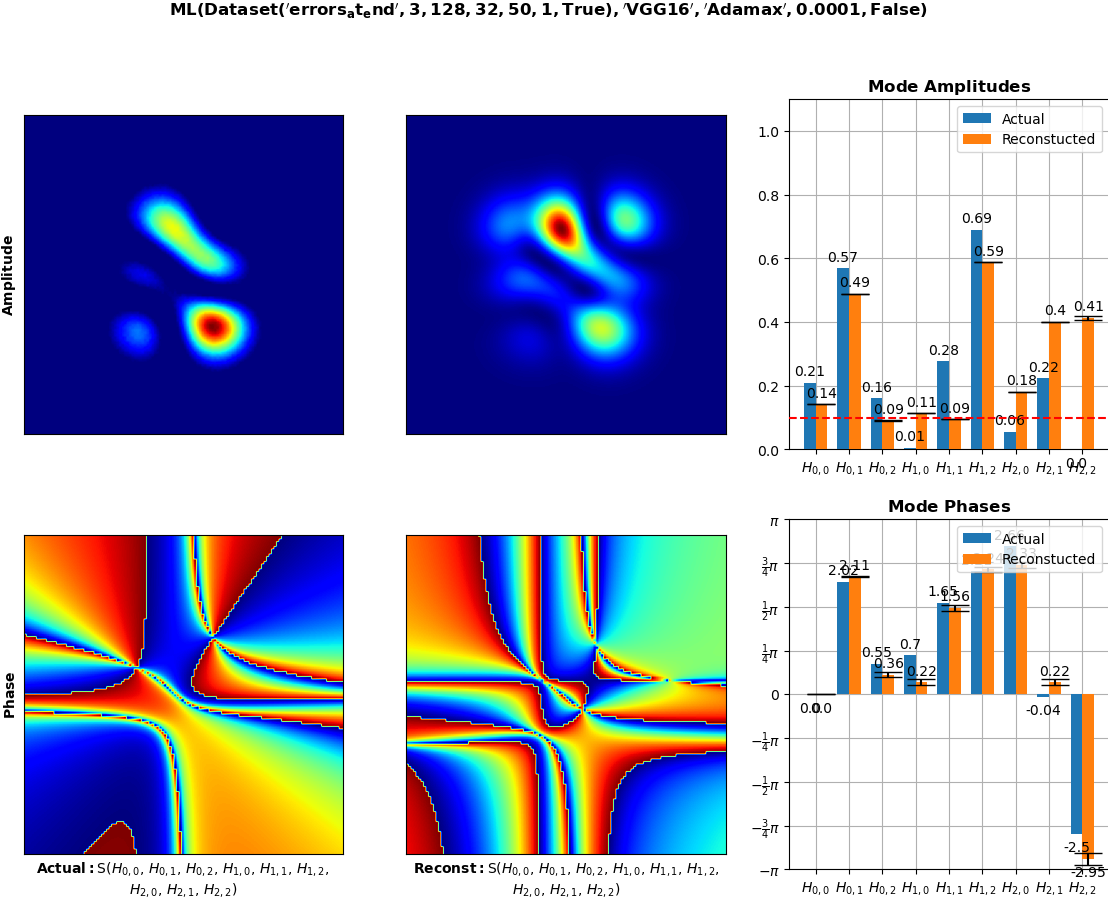 ML(Dataset('errors_at_end', 3, 128, 32, 50, 1, True), 'VGG16', 'Adamax', 0.0001, False)
Amplitude
Mode Amplitudes
Actual
Reconstucted
1.0
0.8
0.6
0.4
0.2
0.0
0.21
0.57
0.16
0.01
0.28
0.69
0.06
0.22
0.0
0.14
0.49
0.09
0.11
0.09
0.59
0.18
0.4
0.41
H0,0 H0,1 H0,2 H1,0 H1,1 H1,2 H2,0 H2,1 H2,2
Phase
Mode Phases
Actual
Reconstucted
π
3/4π
1/2π
1/4π
0
−1/4π
−1/2π
−3/4π
−π
0.0
2.02
0.55
0.7
1.65
-0.04
-2.5
0.0
2.11
0.36
0.22
1.56
0.22
-2.95
H0,0 H0,1 H0,2 H1,0 H1,1 H1,2 H2,0 H2,1 H2,2
Actual: S(H0,0, H0,1, H0,2, H1,0, H1,1, H1,2,
H2,0, H2,1, H2,2)
Reconst: S(H0,0, H0,1, H0,2, H1,0, H1,1, H1,2,
H2,0, H2,1, H2,2)